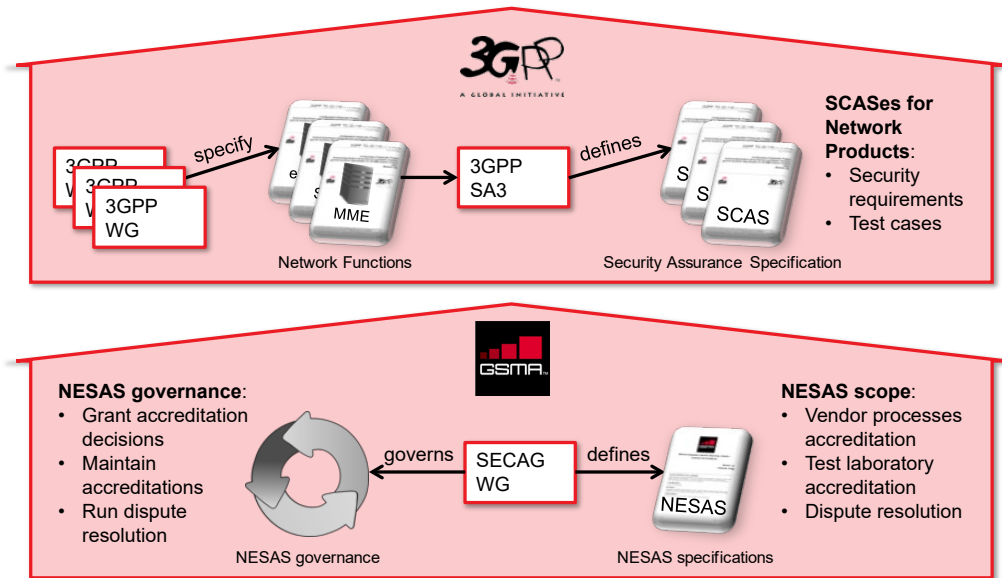 3GPP
A GLOBAL INITIATIVE
SCASes for
Network
Products:
• Security
requirements
• Test cases
3GPP
W
3GPP
W
3GPP
WG
specify
e
S
MME
Network Functions
3GPP
SA3
defines
S
S
SCAS
Security Assurance Specification
GSMA
NESAS governance:
• Grant accreditation
decisions
• Maintain
accreditations
• Run dispute
resolution
NESAS governance
governs
SECAG
WG
defines
NESAS
NESAS specifications
NESAS scope:
• Vendor processes
accreditation
• Test laboratory
accreditation
• Dispute resolution